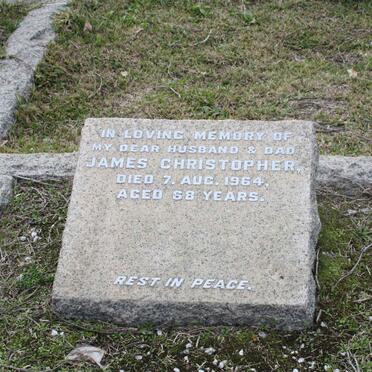 IN LOVING MEMORY OF
MY DEAR HUSBAND & DAD
JAMES CHRISTOPHER,
DIED 7. AUG. 1964,
AGED 68 YEARS.
REST IN PEACE.